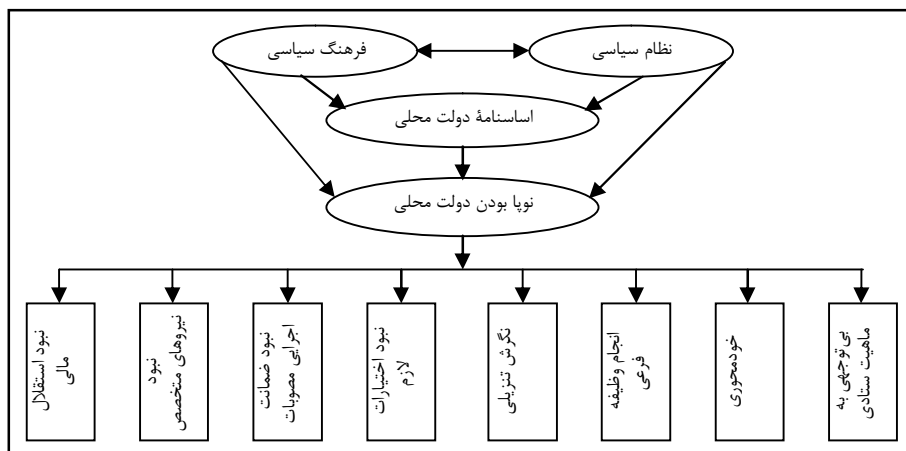 نظام سیاسی
فرهنگ سیاسی
اساسنامهٔ دولت محلی
نوپا بودن دولت محلی
بی‌توجهی به
ماهیت ستادی
خودمحوری
انجام وظیفه
فرعی
نگرش تنزیلی
نبود اختیارات
لازم
نبود ضمانت
اجرایی مصوبات
نبود
نیروهای متخصص
نبود استقلال
مالی